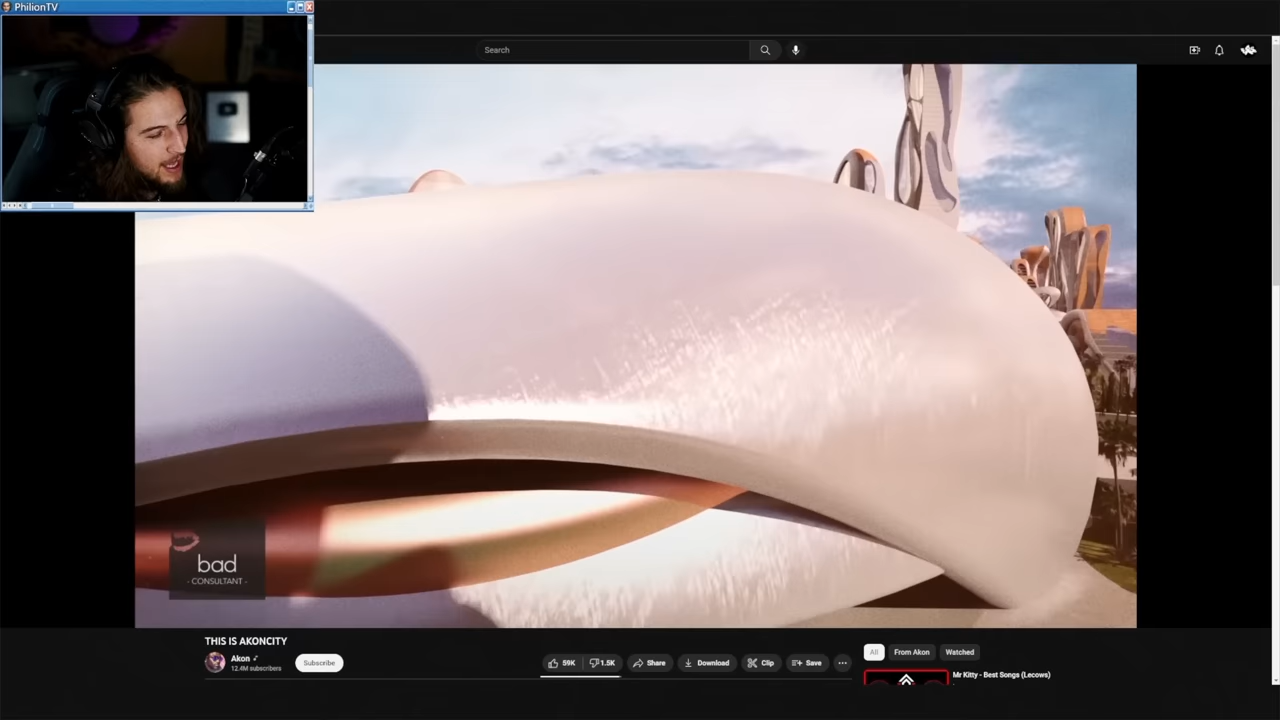 PhilionTV
Search
bad
- CONSULTANT -
THIS IS AKONCITY
Akon
12.4M subscribers
Subscribe
59K
1.5K
Share
Download
Clip
Save
All
From Akon
Watched
Mr Kitty - Best Songs (Lecows)